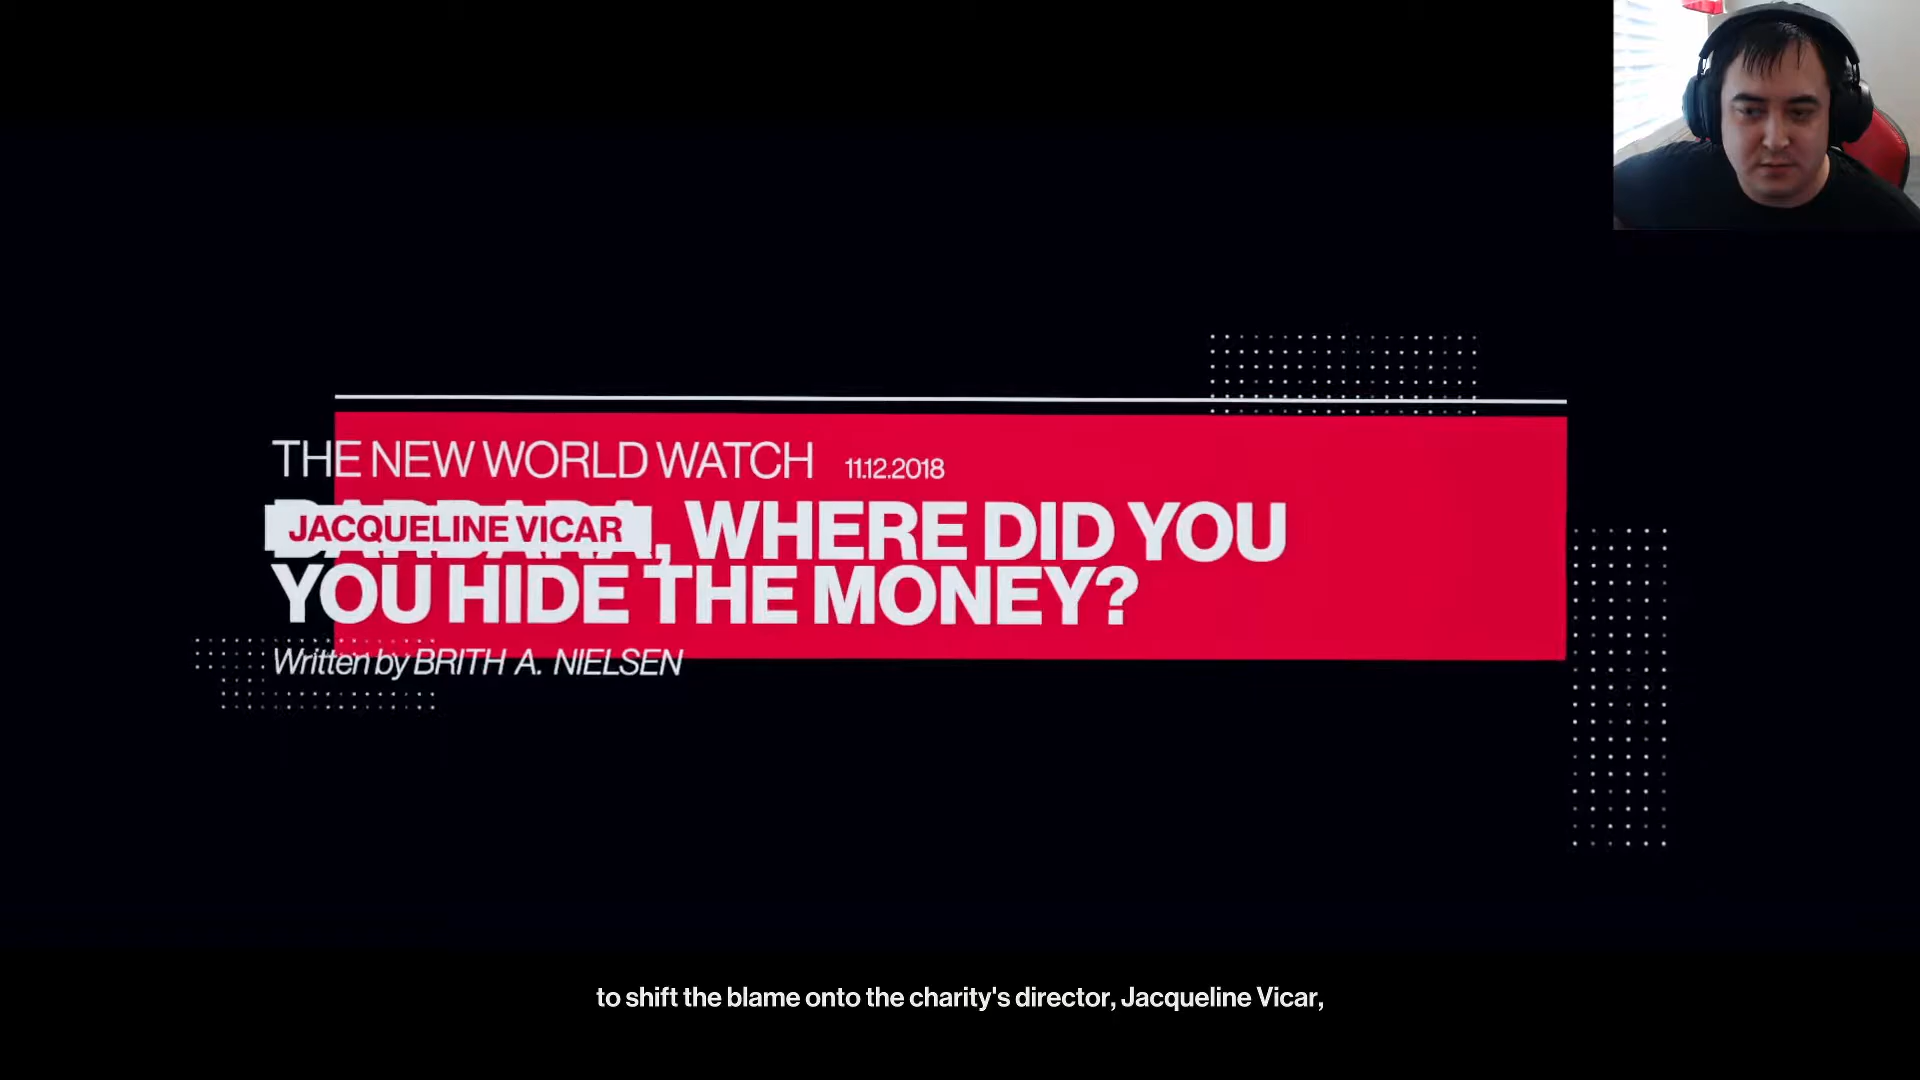 THE NEW WORLD WATCH 11.12.2018
JACQUELINE VICAR, WHERE DID YOU
YOU HIDE THE MONEY?
Written by BRITH A. NIELSEN
to shift the blame onto the charity's director, Jacqueline Vicar,